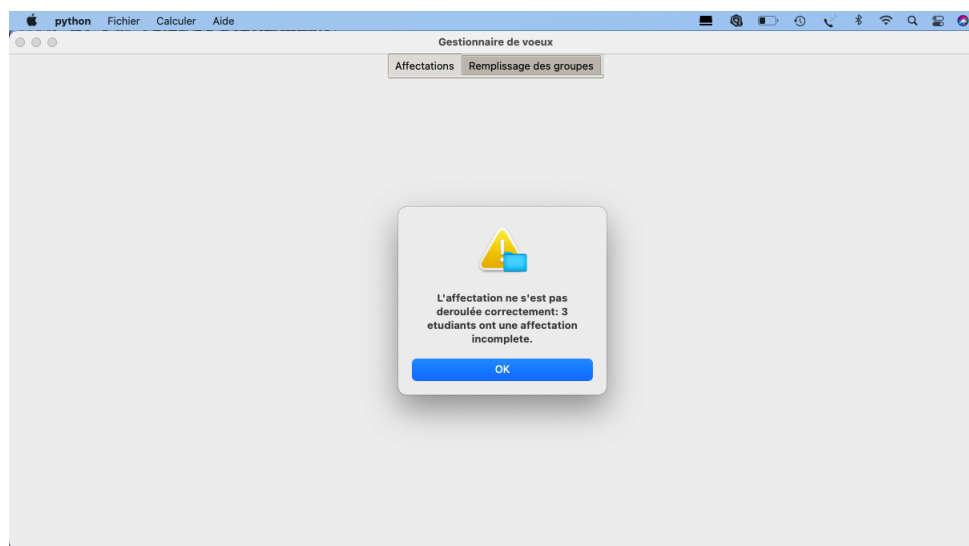 python Fichier Calculer Aide
Gestionnaire de voeux
Affectations Remplissage des groupes
L'affectation ne s'est pas
deroulée correctement: 3
etudiants ont une affectation
incomplete.
OK